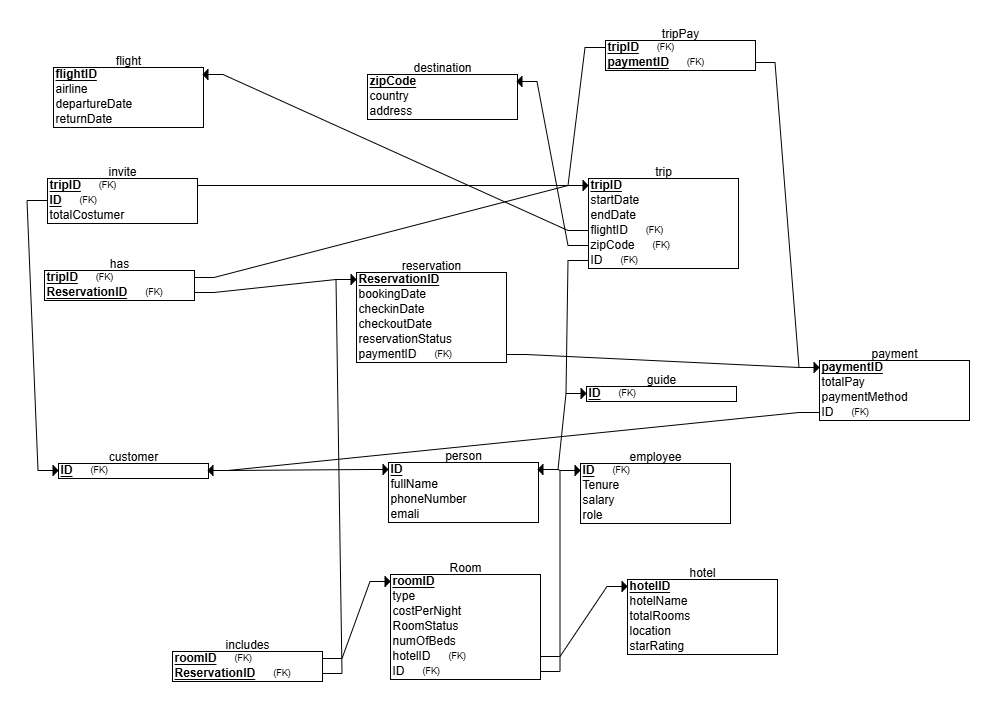 tripPay
tripID (FK)
paymentID (FK)
flight
flightID
airline
departureDate
returnDate
destination
zipCode
country
address
invite
tripID (FK)
ID (FK)
totalCostumer
trip
tripID
startDate
endDate
flightID (FK)
zipCode (FK)
ID (FK)
has
tripID (FK)
ReservationID (FK)
reservation
ReservationID
bookingDate
checkinDate
checkoutDate
reservationStatus
paymentID (FK)
payment
paymentID
totalPay
paymentMethod
ID (FK)
guide
ID (FK)
customer
ID (FK)
person
ID
fullName
phoneNumber
emali
employee
ID (FK)
Tenure
salary
role
Room
roomID
type
costPerNight
RoomStatus
numOfBeds
hotelID (FK)
ID (FK)
hotel
hotelID
hotelName
totalRooms
location
starRating
includes
roomID (FK)
ReservationID (FK)